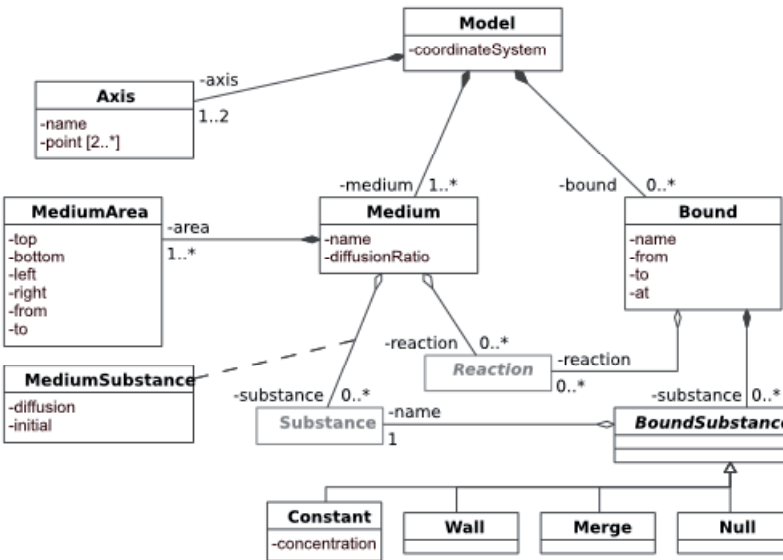 Model
-coordinateSystem
-axis
1..2
Axis
-name
-point [2..*]
-medium 1..*
-bound 0..*
MediumArea
-top
-bottom
-left
-right
-from
-to
-area
1..*
Medium
-name
-diffusionRatio
Bound
-name
-from
-to
-at
-reaction 0..*
Reaction
-reaction
0..*
MediumSubstance
-diffusion
-initial
-substance 0..*
Substance
-name
1
-substance 0..*
BoundSubstance
Constant
-concentration
Wall
Merge
Null